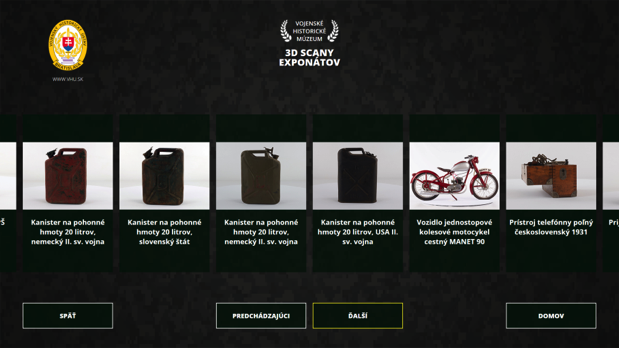 VOJENSKÉ
HISTORICKÉ
MÚZEUM
3D SCANY
EXPONÁTOV
WWW.VHU.SK
Kanister na pohonné
hmoty 20 litrov,
nemecký II. sv. vojna
Kanister na pohonné
hmoty 20 litrov,
slovenský štát
Kanister na pohonné
hmoty 20 litrov,
nemecký II. sv. vojna
Kanister na pohonné
hmoty 20 litrov, USA II.
sv. vojna
Vozidlo jednostopové
kolesové motocykel
cestný MANET 90
Prístroj telefónny poľný
československý 1931
SPÄŤ
PREDCHÁDZAJÚCI
ĎALŠÍ
DOMOV